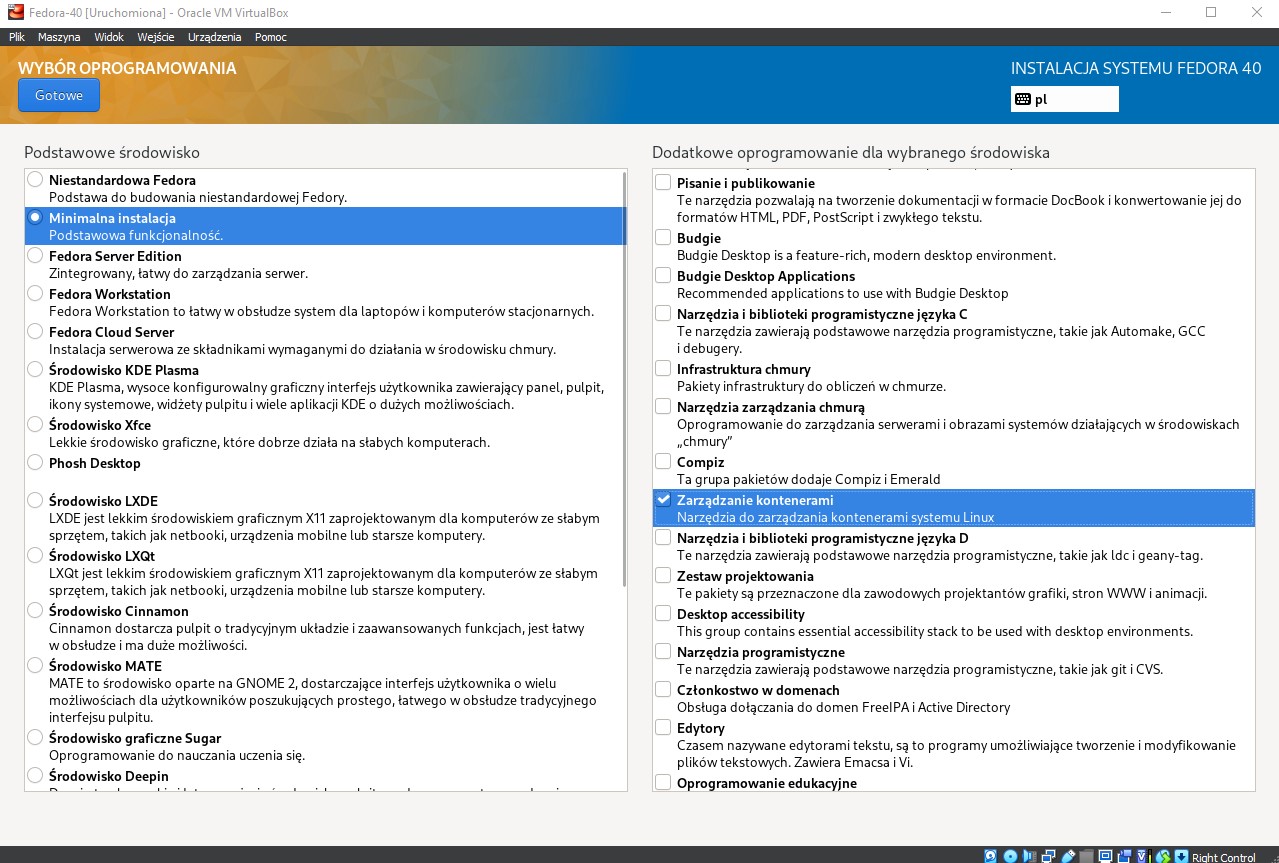 Fedora-40 [Uruchomiona] - Oracle VM VirtualBox
Plik Maszyna Widok Wejście Urządzenia Pomoc
WYBÓR OPROGRAMOWANIA
Gotowe
INSTALACJA SYSTEMU FEDORA 40
pl
Podstawowe środowisko
Niestandardowa Fedora
Podstawa do budowania niestandardowej Fedory.
Minimalna instalacja
Podstawowa funkcjonalność.
Fedora Server Edition
Zintegrowany, łatwy do zarządzania serwer.
Fedora Workstation
Fedora Workstation to łatwy w obsłudze system dla laptopów i komputerów stacjonarnych.
Fedora Cloud Server
Instalacja serwerowa ze składnikami wymaganymi do działania w środowisku chmury.
Środowisko KDE Plasma
KDE Plasma, wysoce konfigurowalny graficzny interfejs użytkownika zawierający panel, pulpit,
ikony systemowe, widżety pulpitu i wiele aplikacji KDE o dużych możliwościach.
Środowisko Xfce
Lekkie środowisko graficzne, które dobrze działa na słabych komputerach.
Phosh Desktop
Środowisko LXDE
LXDE jest lekkim środowiskiem graficznym X11 zaprojektowanym dla komputerów ze słabym
sprzętem, takich jak netbooki, urządzenia mobilne lub starsze komputery.
Środowisko LXQt
LXQt jest lekkim środowiskiem graficznym X11 zaprojektowanym dla komputerów ze słabym
sprzętem, takich jak netbooki, urządzenia mobilne lub starsze komputery.
Środowisko Cinnamon
Cinnamon dostarcza pulpit o tradycyjnym układzie i zaawansowanych funkcjach, jest łatwy
w obsłudze i ma duże możliwości.
Środowisko MATE
MATE to środowisko oparte na GNOME 2, dostarczające interfejs użytkownika o wielu
możliwościach dla użytkowników poszukujących prostego, łatwego w obsłudze tradycyjnego
interfejsu pulpitu.
Środowisko graficzne Sugar
Oprogramowanie do nauczania uczenia się.
Środowisko Deepin
Dodatkowe oprogramowanie dla wybranego środowiska
Pisanie i publikowanie
Te narzędzia pozwalają na tworzenie dokumentacji w formacie DocBook i konwertowanie jej do
formatów HTML, PDF, PostScript i zwykłego tekstu.
Budgie
Budgie Desktop is a feature-rich, modern desktop environment.
Budgie Desktop Applications
Recommended applications to use with Budgie Desktop
Narzędzia i biblioteki programistyczne języka C
Te narzędzia zawierają podstawowe narzędzia programistyczne, takie jak Automake, GCC
i debugery.
Infrastruktura chmury
Pakiety infrastruktury do obliczeń w chmurze.
Narzędzia zarządzania chmurą
Oprogramowanie do zarządzania serwerami i obrazami systemów działających w środowiskach
„chmury”
Compiz
Ta grupa pakietów dodaje Compiz i Emerald
Zarządzanie kontenerami
Narzędzia do zarządzania kontenerami systemu Linux
Narzędzia i biblioteki programistyczne języka D
Te narzędzia zawierają podstawowe narzędzia programistyczne, takie jak ldc i geany-tag.
Zestaw projektowania
Te pakiety są przeznaczone dla zawodowych projektantów grafiki, stron WWW i animacji.
Desktop accessibility
This group contains essential accessibility stack to be used with desktop environments.
Narzędzia programistyczne
Te narzędzia zawierają podstawowe narzędzia programistyczne, takie jak git i CVS.
Członkostwo w domenach
Obsługa dołączania do domen FreeIPA i Active Directory
Edytory
Czasem nazywane edytorami tekstu, są to programy umożliwiające tworzenie i modyfikowanie
plików tekstowych. Zawiera Emacsa i Vi.
Oprogramowanie edukacyjne
Right Control